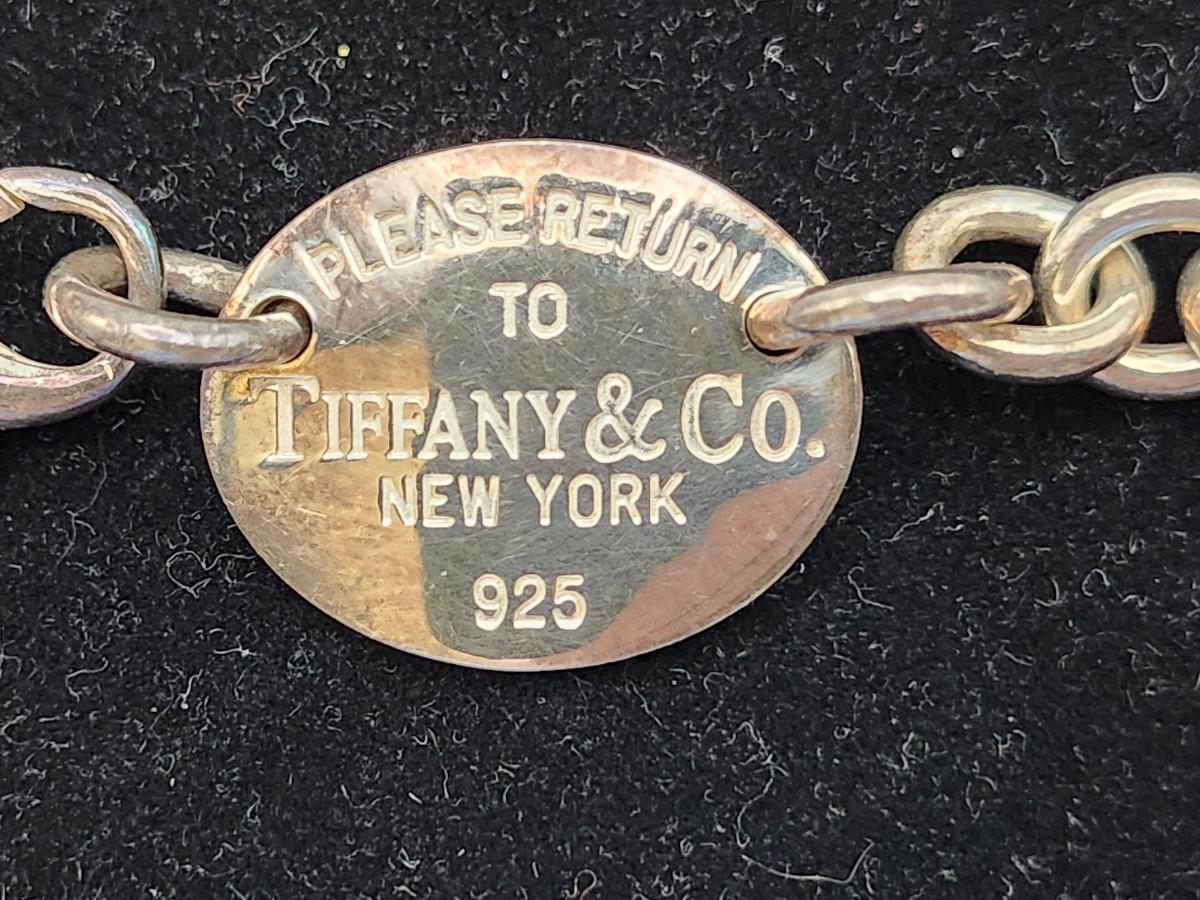 PLEASE RETURN
TO
TIFFANY & CO.
NEW YORK
925